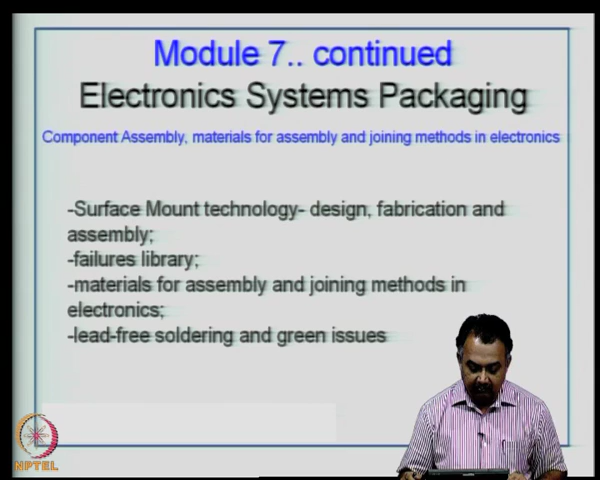 Module 7.. continued
Electronics Systems Packaging
Component Assembly, materials for assembly and joining methods in electronics
-Surface Mount technology- design, fabrication and
assembly;
-failures library;
-materials for assembly and joining methods in
electronics;
-lead-free soldering and green issues
NPTEL